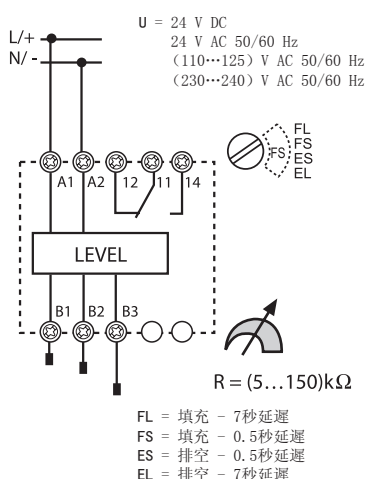 U = 24 V DC
24 V AC 50/60 Hz
(110…125) V AC 50/60 Hz
(230…240) V AC 50/60 Hz
L/+
N/-
FL
FS
ES
EL
FS
A1 A2 12 11 14
LEVEL
B1 B2 B3
R = (5...150)kΩ
FL = 填充 - 7秒延遲
FS = 填充 - 0.5秒延遲
ES = 排空 - 0.5秒延遲
EL = 排空 - 7秒延遲